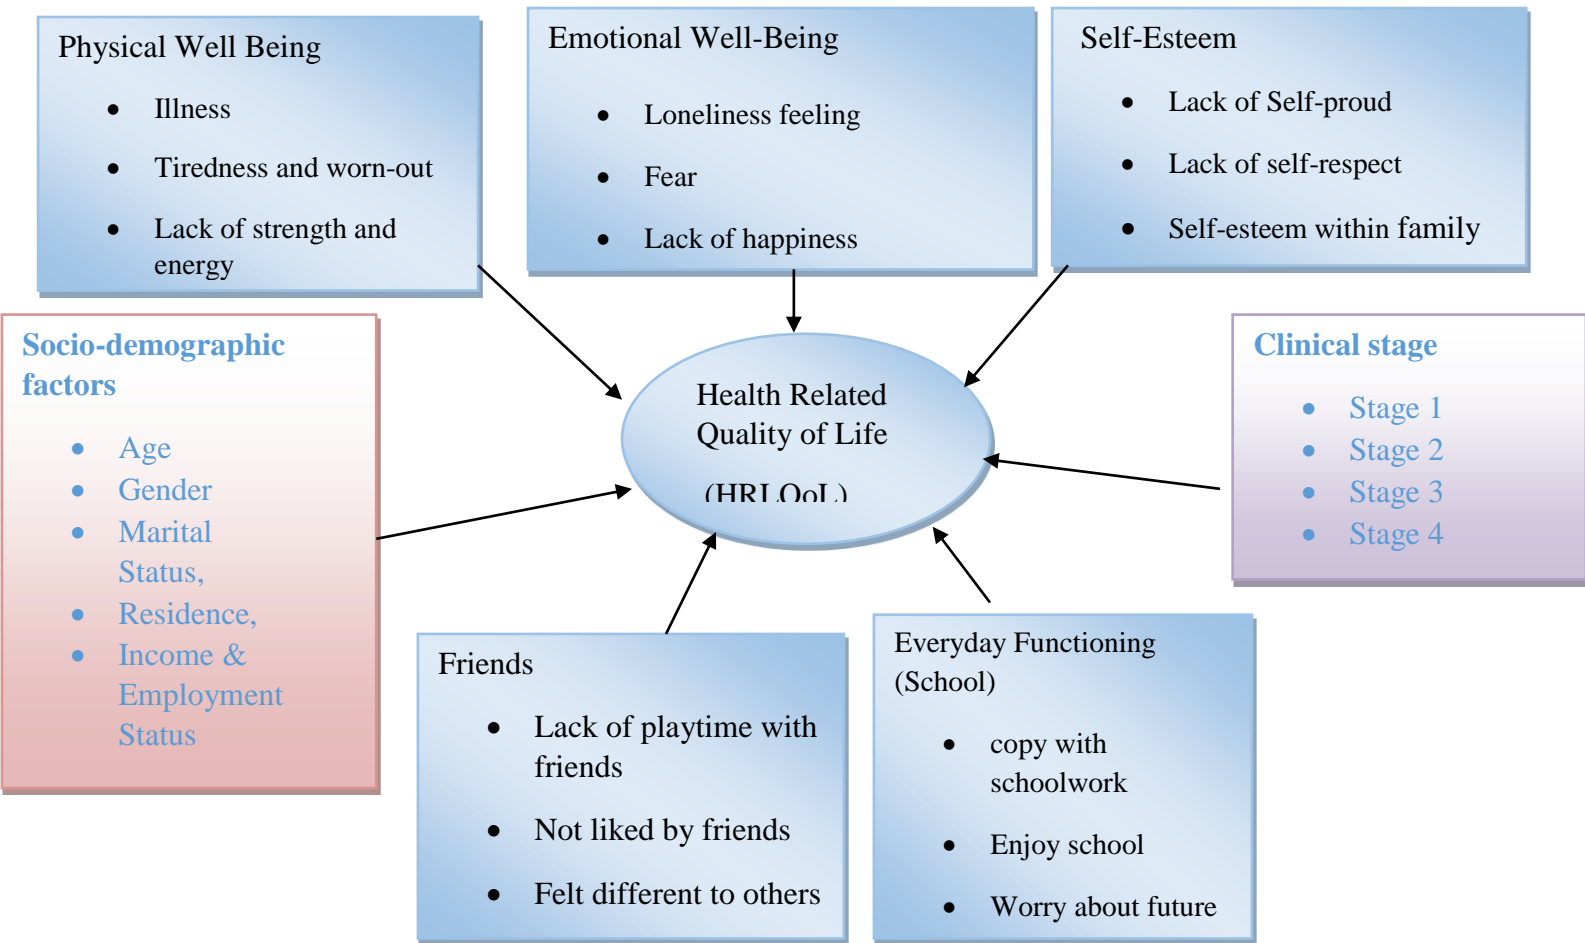 Physical Well Being
• Illness
• Tiredness and worn-out
• Lack of strength and
energy
Emotional Well-Being
• Loneliness feeling
• Fear
• Lack of happiness
Self-Esteem
• Lack of Self-proud
• Lack of self-respect
• Self-esteem within family
Socio-demographic
factors
• Age
• Gender
• Marital
Status,
• Residence,
• Income &
Employment
Status
Health Related
Quality of Life
(HRLQoL)
Clinical stage
• Stage 1
• Stage 2
• Stage 3
• Stage 4
Friends
• Lack of playtime with
friends
• Not liked by friends
• Felt different to others
Everyday Functioning
(School)
• copy with
schoolwork
• Enjoy school
• Worry about future